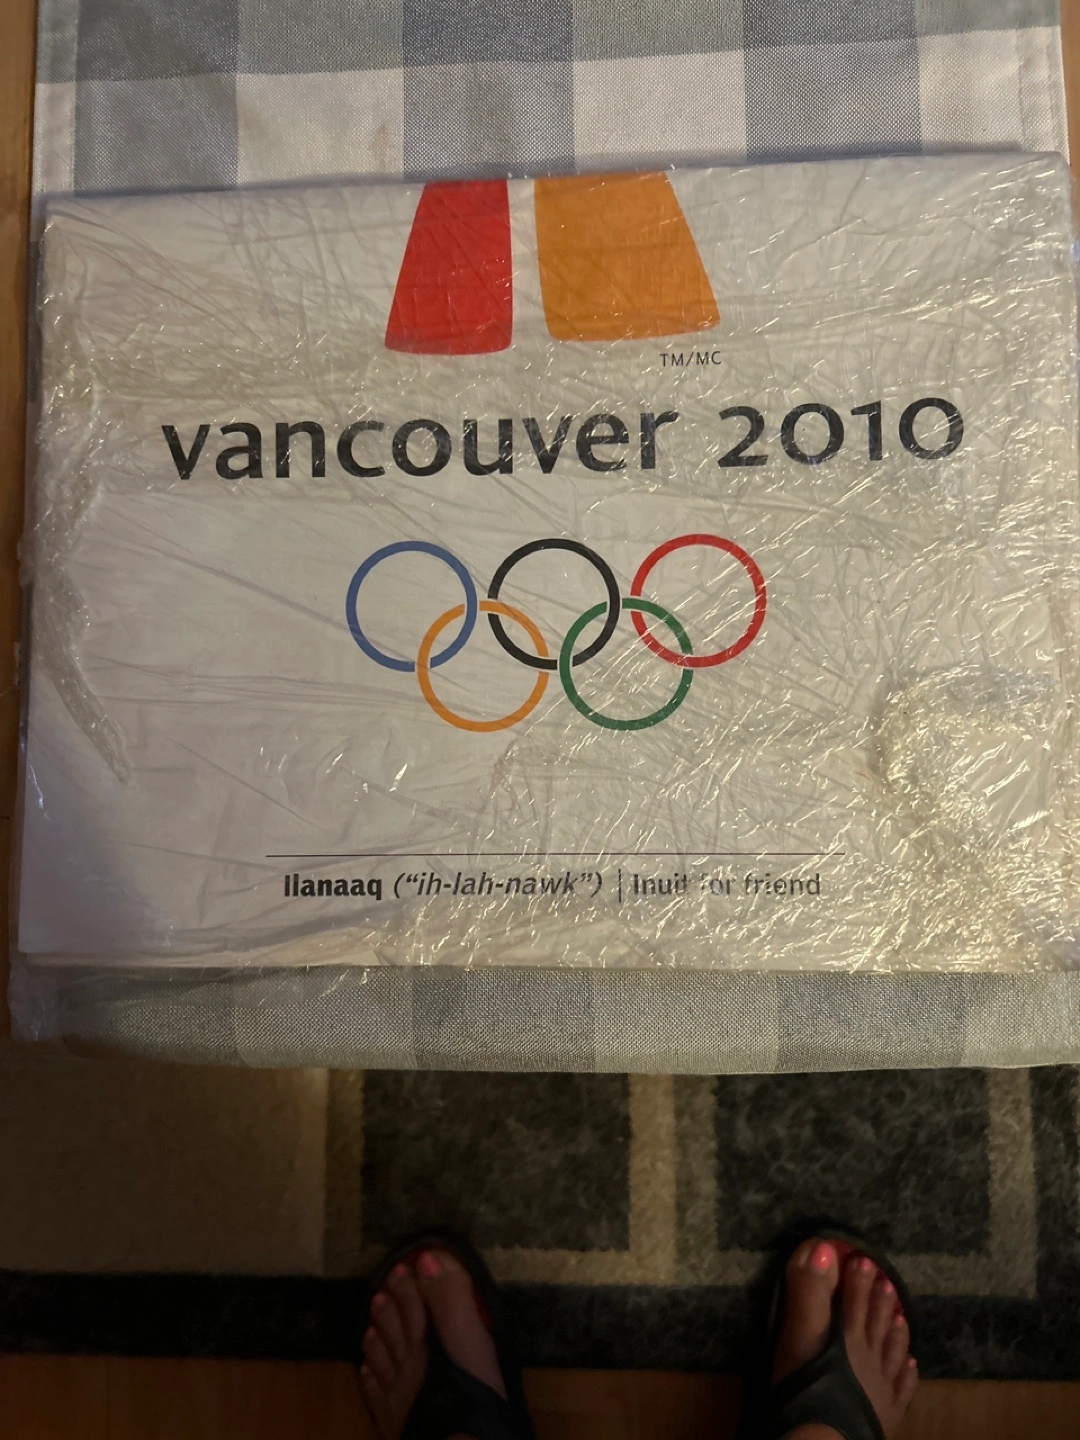 TM/MC
vancouver 2010
Ilanaaq (“ih-lah-nawk”) | Inuit for friend